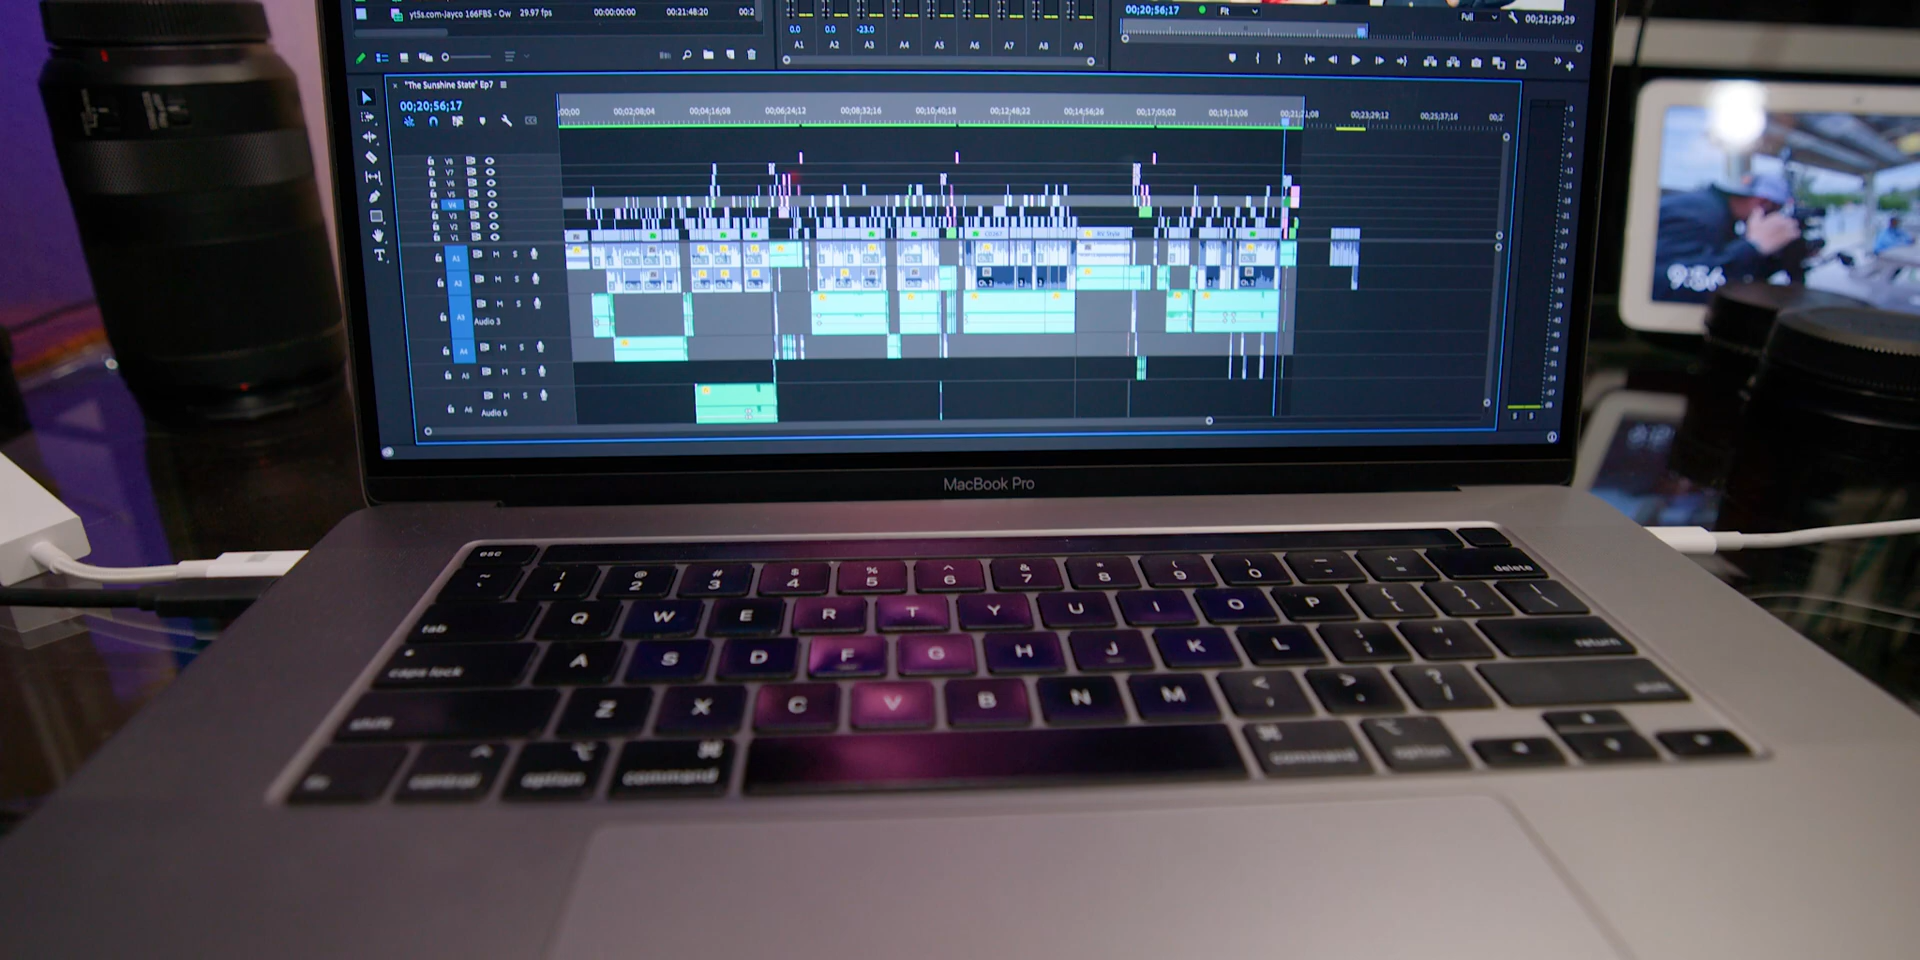 yt5s.com-Jayco 166FBS - Ow 29.97 fps 00:00:00:00 00:21:48:20 00:2
0.0 0.0 -23.0
A1 A2 A3 A4 A5 A6 A7 A8 A9
00;20;56;17 Fit Full 00;21;29;29
"The Sunshine State" Ep7
00;20;56;17
;00;00 00;02;08;04 00;04;16;08 00;06;24;12 00;08;32;16 00;10;40;18 00;12;48;22 00;14;56;26 00;17;05;02 00;19;13;06 00;21;21;08 00;23;29;12 00;25;37;16 00;2
V8
V7
V6
V5
V4
V3
V2
V1
A1 M S
A2 M S
A3 M S
Audio 3
A4 M S
A5 M S
A6 M S
Audio 6
S S
9:56
MacBook Pro
esc
~ ` ! 1 @ 2 # 3 $ 4 % 5 ^ 6 & 7 * 8 ( 9 ) 0 _ - + = delete
tab Q W E R T Y U I O P { [ } ] | \
caps lock A S D F G H J K L : ; " ' return
shift Z X C V B N M < , > . ? / shift
fn control option command command option